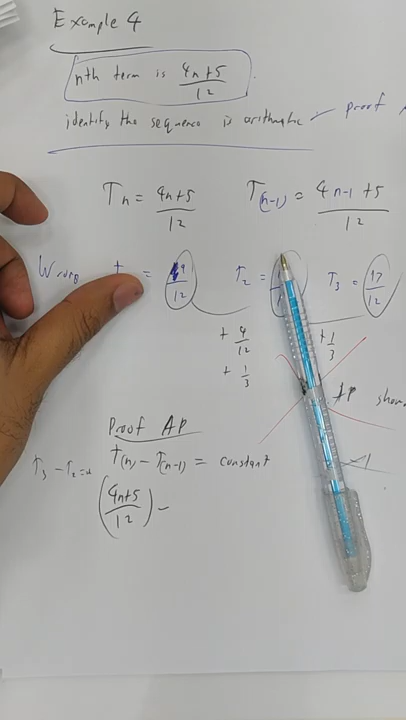 Example 4
nth term is 4n+5/12
identify the sequence is arithmetic proof
Tn = 4n+5/12 T(n-1) = 4n-1+5/12
t = 9/12 T2 = T3 = 17/12
+ 4/12 + 1/3
+ 1/3
AP
Proof AP
T3 - T2 = t(n) - T(n-1) = constant
(4n+5/12) -